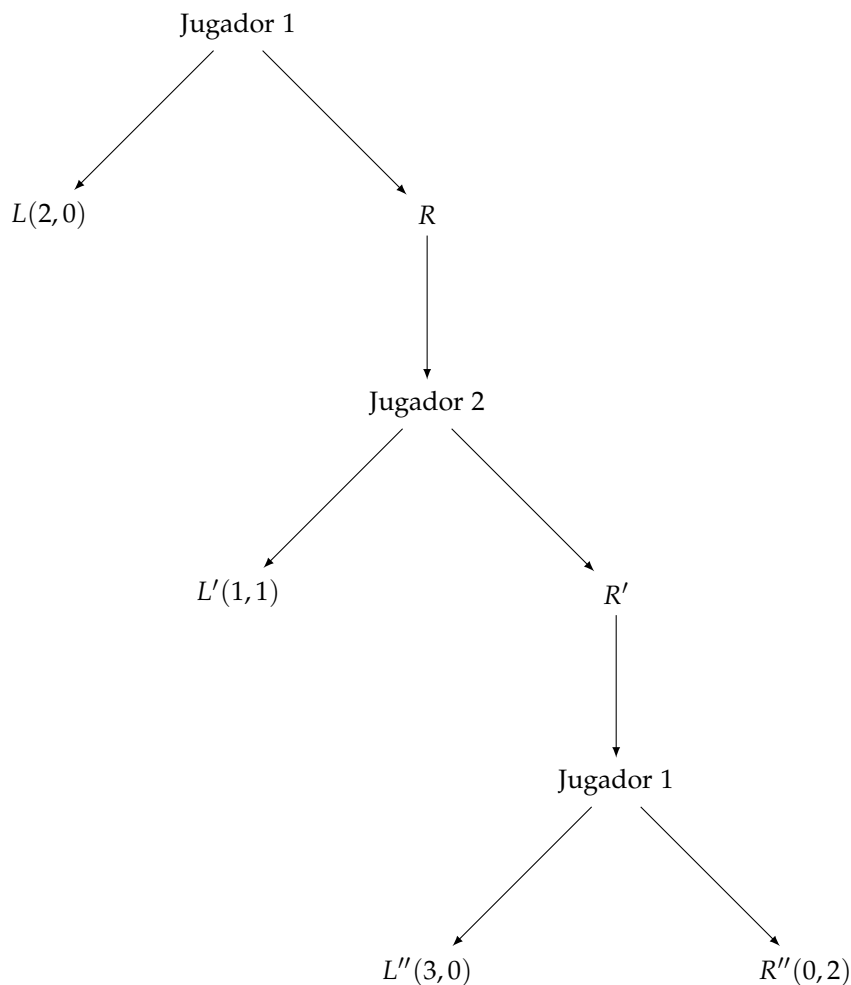 Jugador 1
L(2, 0)
R
Jugador 2
L′(1, 1)
R′
Jugador 1
L″(3, 0)
R″(0, 2)